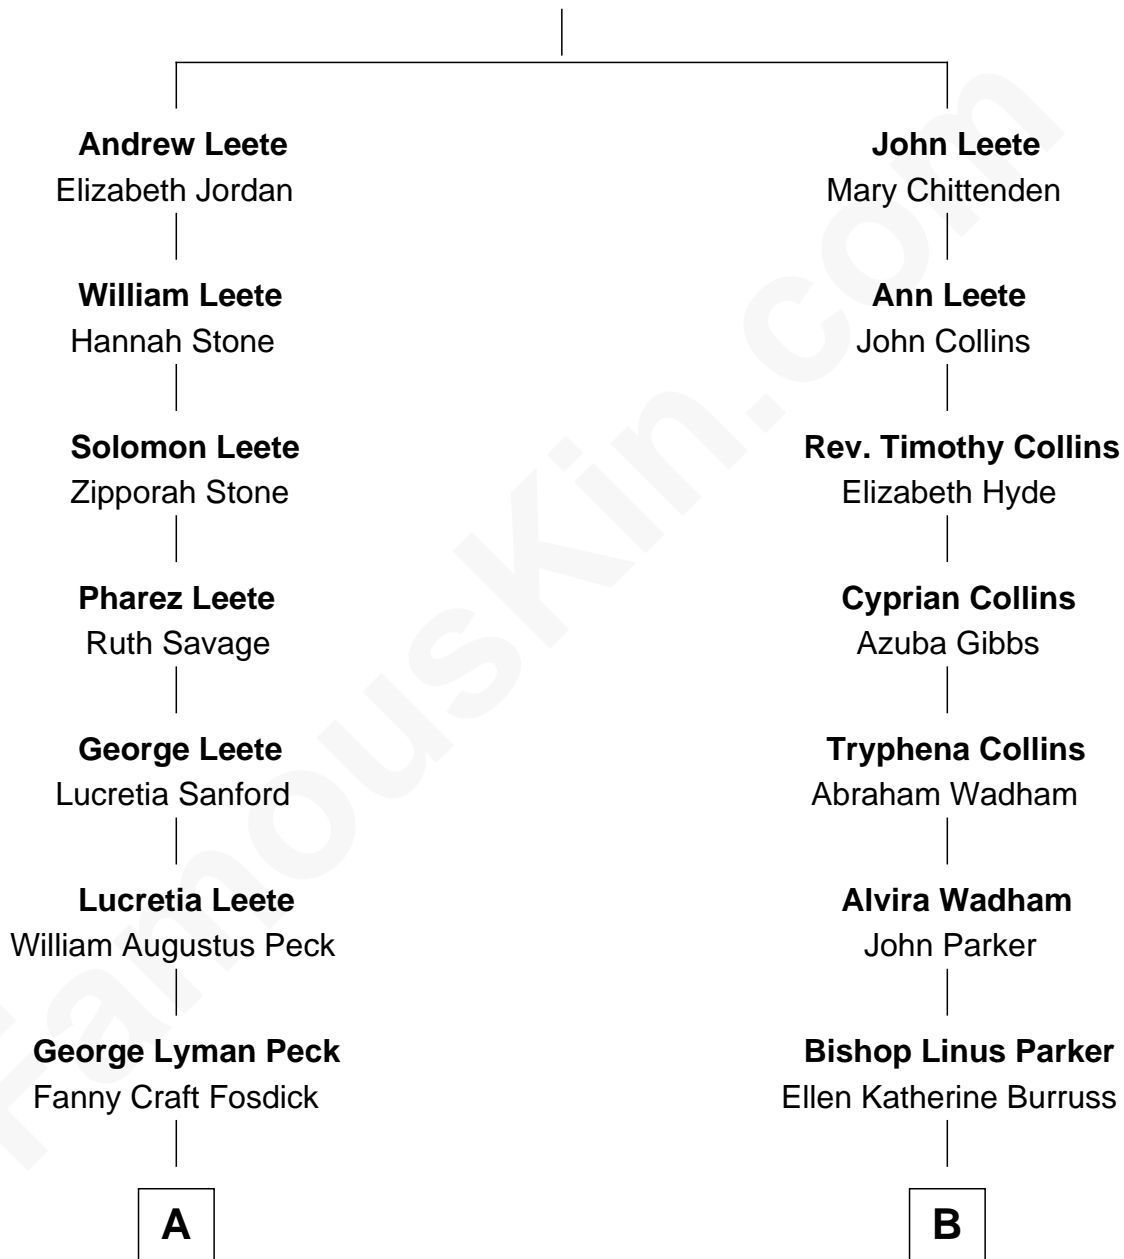 Andrew Leete
Elizabeth Jordan
William Leete
Hannah Stone
Solomon Leete
Zipporah Stone
Pharez Leete
Ruth Savage
George Leete
Lucretia Sanford
Lucretia Leete
William Augustus Peck
George Lyman Peck
Fanny Craft Fosdick
A
John Leete
Mary Chittenden
Ann Leete
John Collins
Rev. Timothy Collins
Elizabeth Hyde
Cyprian Collins
Azuba Gibbs
Tryphena Collins
Abraham Wadham
Alvira Wadham
John Parker
Bishop Linus Parker
Ellen Katherine Burruss
B
FamousKin.com